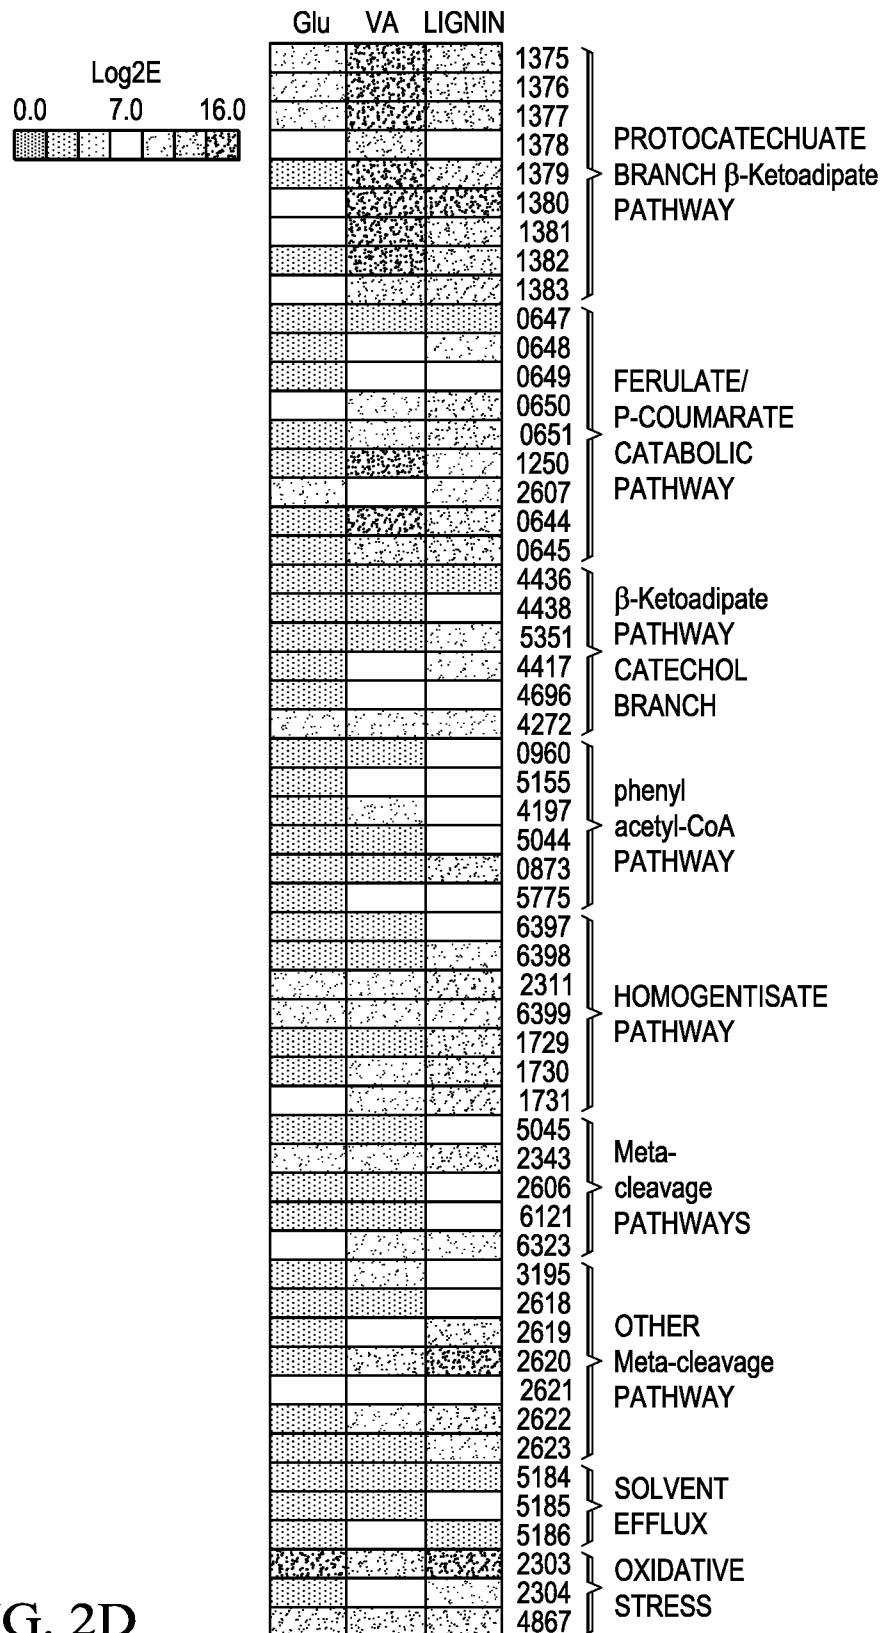 Glu VA LIGNIN
Log2E
0.0 7.0 16.0
1375
1376
1377
1378
1379
1380
1381
1382
1383
PROTOCATECHUATE
BRANCH β-Ketoadipate
PATHWAY
0647
0648
0649
0650
0651
1250
2607
0644
0645
FERULATE/
P-COUMARATE
CATABOLIC
PATHWAY
4436
4438
5351
4417
4696
4272
β-Ketoadipate
PATHWAY
CATECHOL
BRANCH
0960
5155
4197
5044
0873
5775
phenyl
acetyl-CoA
PATHWAY
6397
6398
2311
6399
1729
1730
1731
HOMOGENTISATE
PATHWAY
5045
2343
2606
6121
6323
Meta-
cleavage
PATHWAYS
3195
2618
2619
2620
2621
2622
2623
OTHER
Meta-cleavage
PATHWAY
5184
5185
5186
SOLVENT
EFFLUX
2303
2304
4867
OXIDATIVE
STRESS
G. 2D